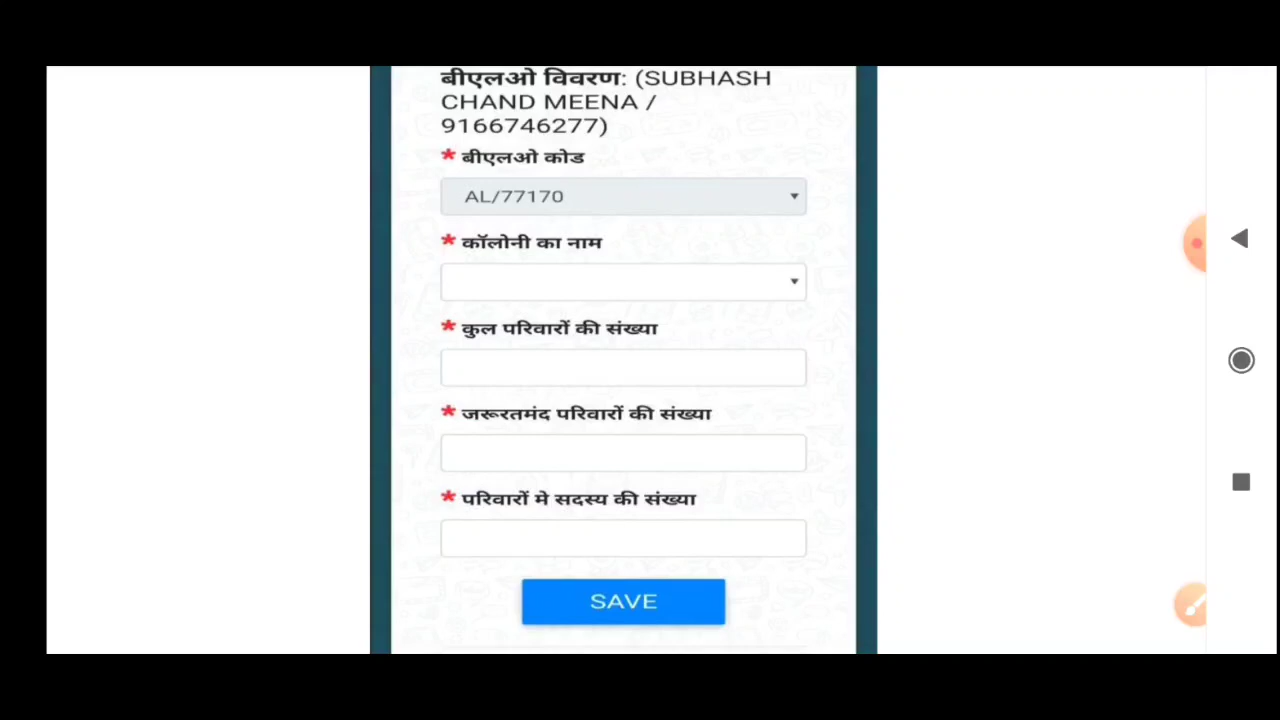 बीएलओ विवरण: (SUBHASH
CHAND MEENA /
9166746277)
* बीएलओ कोड
AL/77170
* कॉलोनी का नाम
* कुल परिवारों की संख्या
* जरूरतमंद परिवारों की संख्या
* परिवारों मे सदस्य की संख्या
SAVE